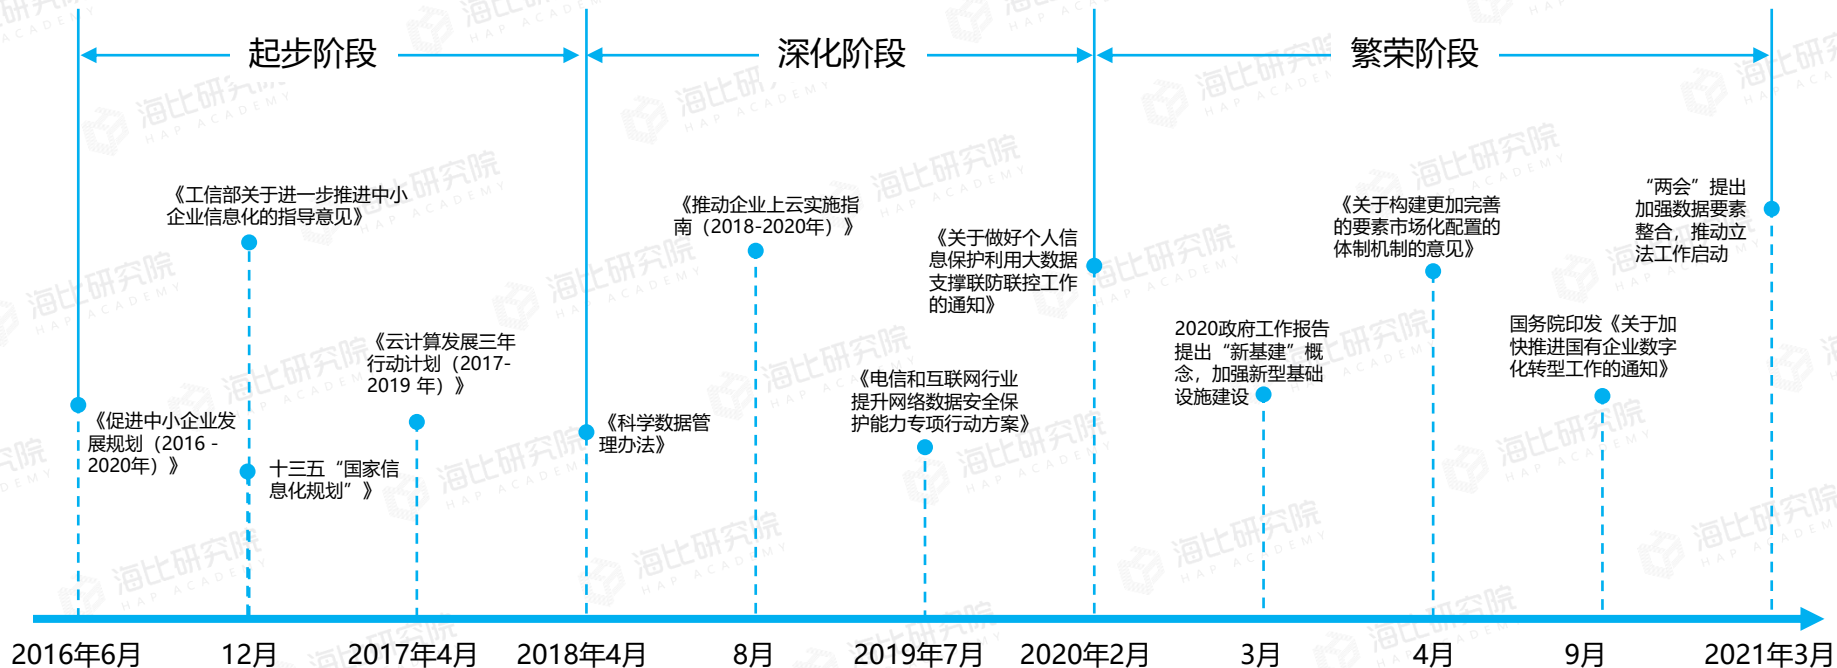 起步阶段
深化阶段
繁荣阶段
《工信部关于进一步推进中小
企业信息化的指导意见》
《推动企业上云实施指
南（2018-2020年）》
《关于做好个人信
息保护利用大数据
支撑联防联控工作
的通知》
《关于构建更加完善
的要素市场化配置的
体制机制的意见》
“两会”提出
加强数据要素
整合，推动立
法工作启动
《云计算发展三年
行动计划（2017-
2019 年）》
《电信和互联网行业
提升网络数据安全保
护能力专项行动方案》
2020政府工作报告
提出“新基建”概
念，加强新型基础
设施建设
国务院印发《关于加
快推进国有企业数字
化转型工作的通知》
《促进中小企业发
展规划（2016 -
2020年）》
十三五“国家信
息化规划”》
《科学数据管
理办法》
2016年6月
12月
2017年4月
2018年4月
8月
2019年7月
2020年2月
3月
4月
9月
2021年3月
海比研究院
HAP ACADEMY